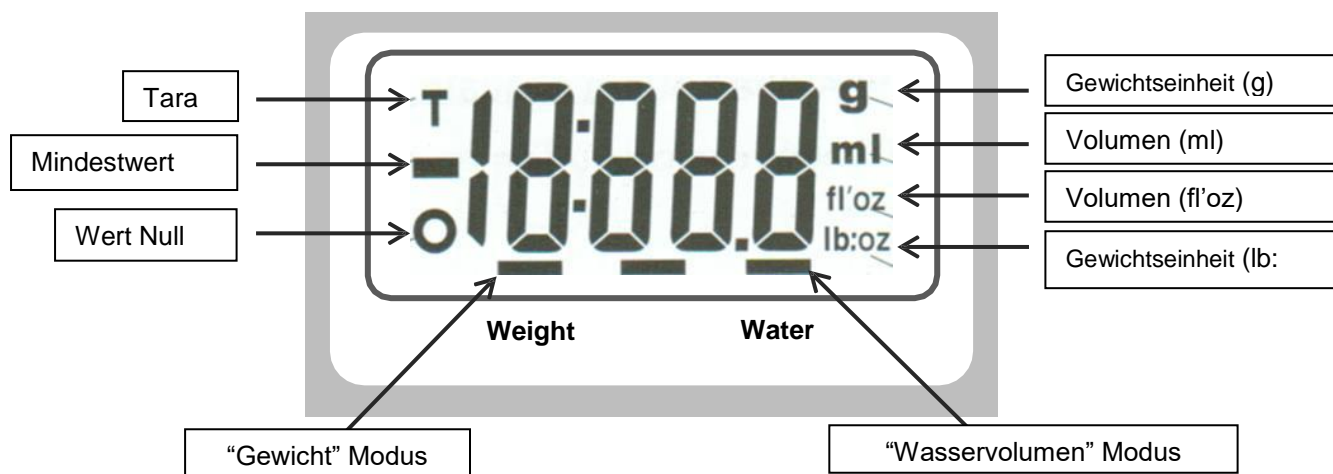 Tara
Mindestwert
Wert Null
T
O
18:888.8
g
ml
fl'oz
lb:oz
Gewichtseinheit (g)
Volumen (ml)
Volumen (fl’oz)
Gewichtseinheit (lb:
Weight Water
“Gewicht” Modus
“Wasservolumen” Modus